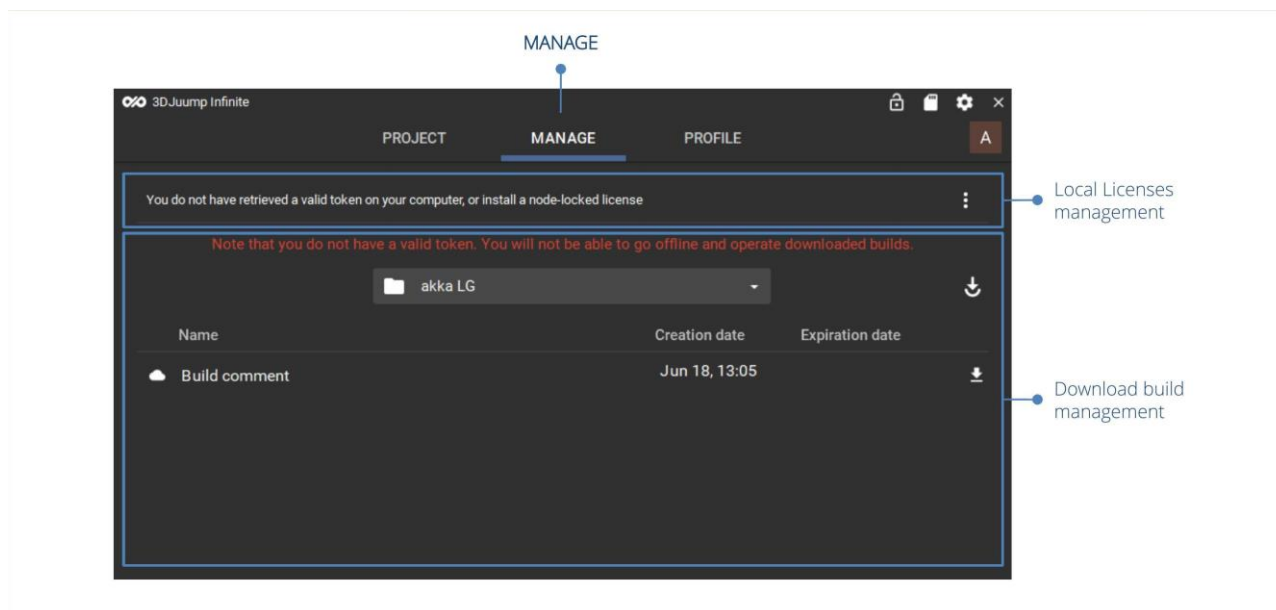 MANAGE
3DJuump Infinite
PROJECT MANAGE PROFILE
A
You do not have retrieved a valid token on your computer, or install a node-locked license
Local Licenses
management
Note that you do not have a valid token. You will not be able to go offline and operate downloaded builds.
akka LG
Name Creation date Expiration date
Build comment Jun 18, 13:05
Download build
management